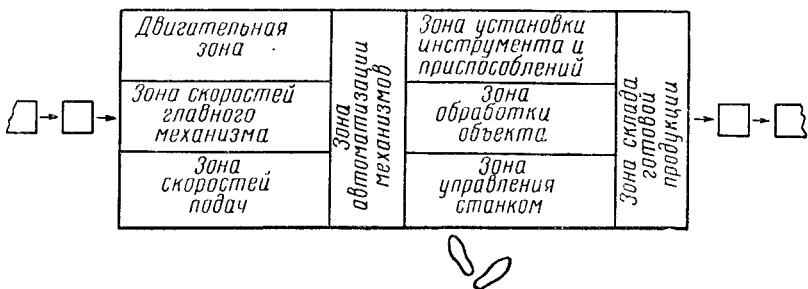 Двигательная
зона
Зона скоростей
главного
механизма
Зона
скоростей
подач
Зона
автоматизации
механизмов
Зона установки
инструмента и
приспособлений
Зона
обработки
объекта.
Зона
управления
станком
Зона склада
готовой
продукции